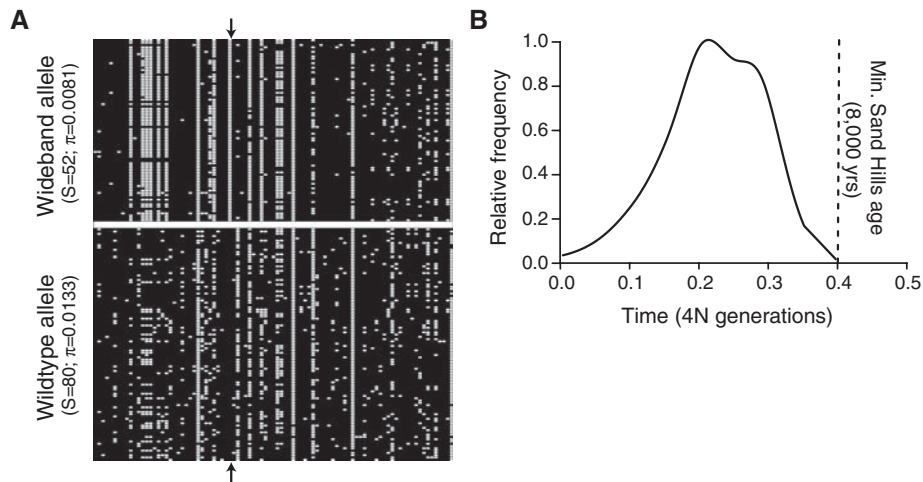 A
Wideband allele
(S=52; π=0.0081)
Wildtype allele
(S=80; π=0.0133)
B
Relative frequency
1.0
0.8
0.6
0.4
0.2
0.0
0.0
0.1
0.2
0.3
0.4
0.5
Time (4N generations)
Min. Sand Hills age
(8,000 yrs)